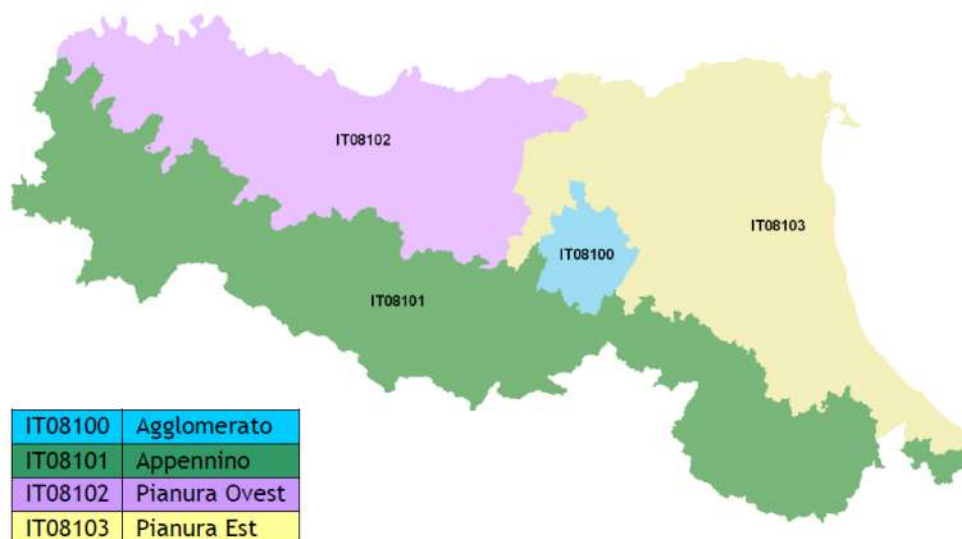 IT08102
IT08103
IT08100
IT08101
IT08100 Agglomerato
IT08101 Appennino
IT08102 Pianura Ovest
IT08103 Pianura Est